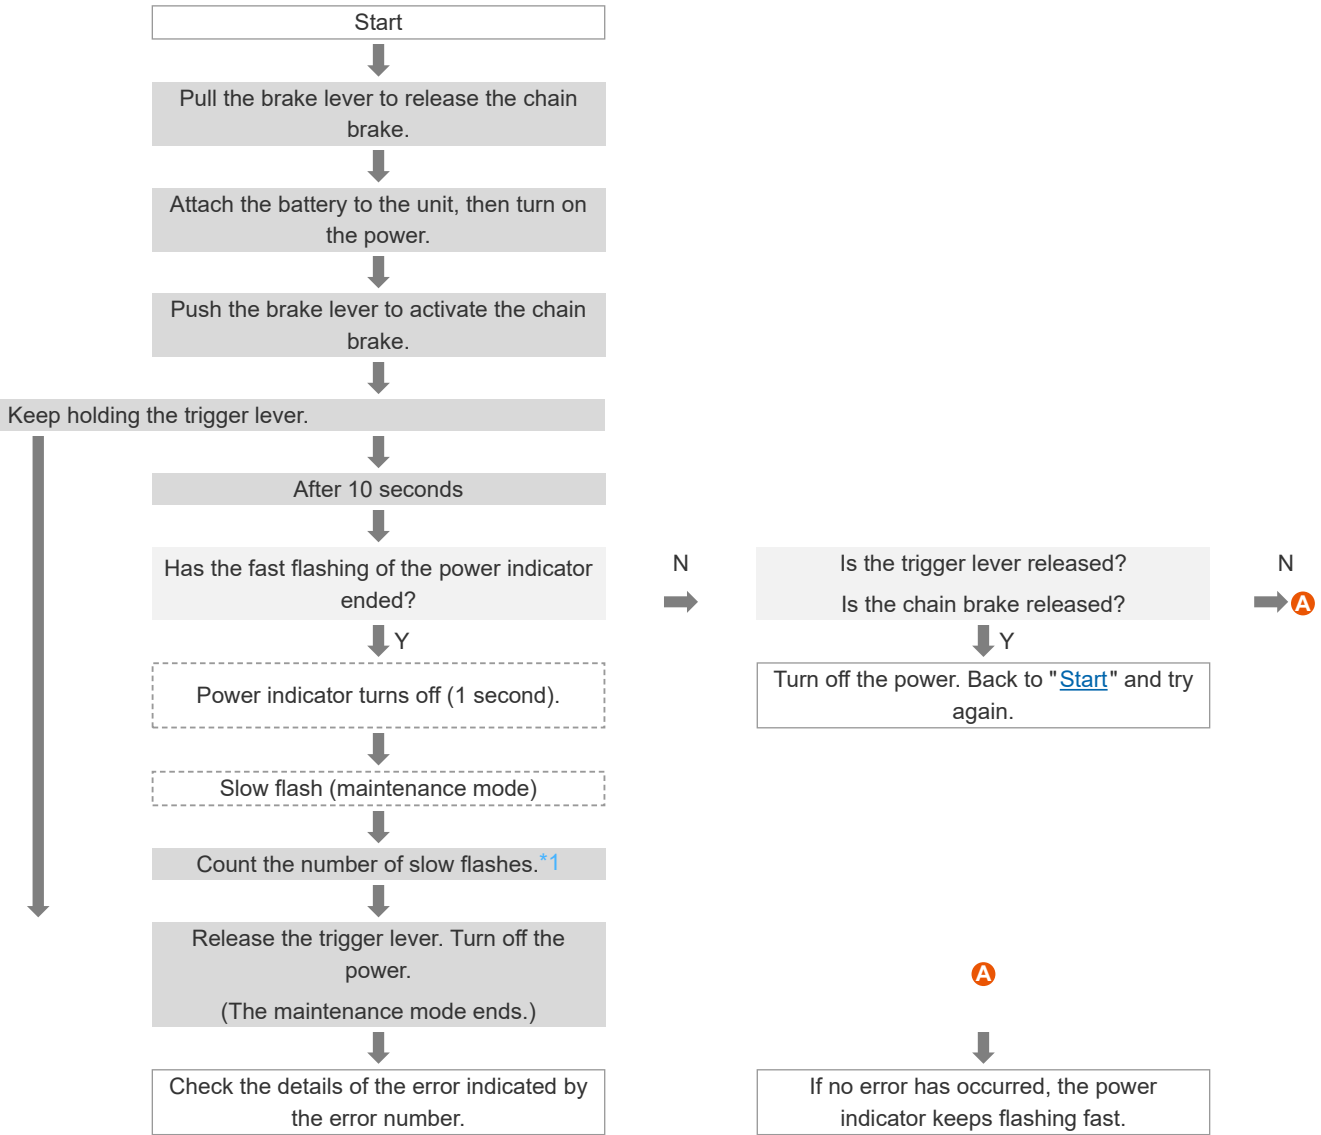 Start
Pull the brake lever to release the chain
brake.
Attach the battery to the unit, then turn on
the power.
Push the brake lever to activate the chain
brake.
Keep holding the trigger lever.
After 10 seconds
Has the fast flashing of the power indicator
ended?
N
Is the trigger lever released?
Is the chain brake released?
N
A
Y
Y
Power indicator turns off (1 second).
Turn off the power. Back to "Start" and try
again.
Slow flash (maintenance mode)
Count the number of slow flashes.*1
Release the trigger lever. Turn off the
power.
(The maintenance mode ends.)
A
Check the details of the error indicated by
the error number.
If no error has occurred, the power
indicator keeps flashing fast.